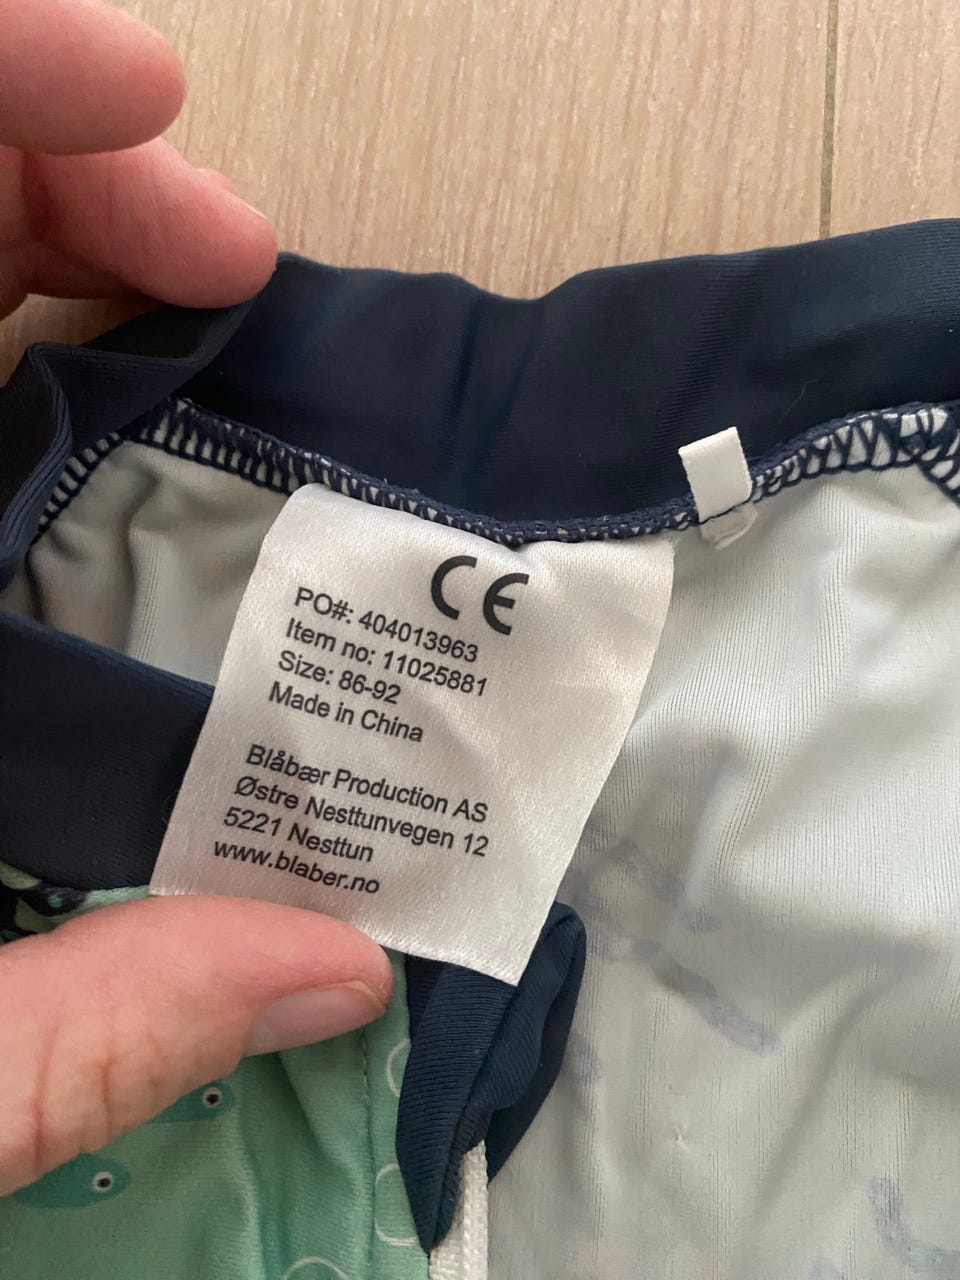 CE
PO#: 404013963
Item no: 11025881
Size: 86-92
Made in China
Blåbær Production AS
Østre Nesttunvegen 12
5221 Nesttun
www.blaber.no